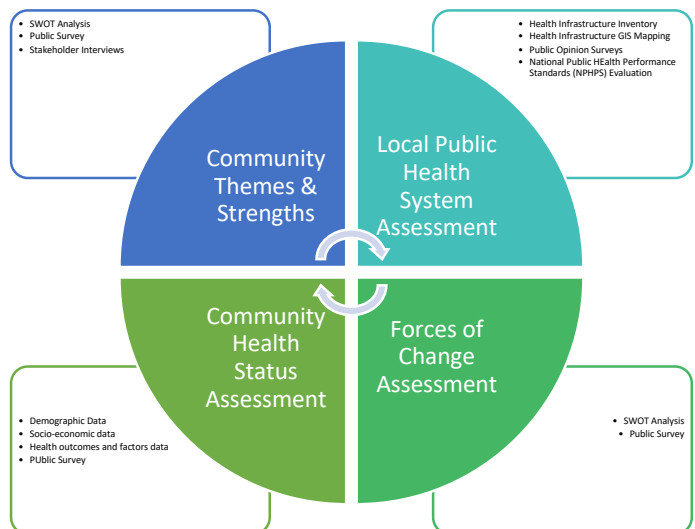 • SWOT Analysis
• Public Survey
• Stakeholder Interviews
• Health Infrastructure Inventory
• Health Infrastructure GIS Mapping
• Public Opinion Surveys
• National Public HEalth Performance
Standards (NPHPS) Evaluation
Community
Themes &
Strengths
Local Public
Health
System
Assessment
Community
Health
Status
Assessment
Forces of
Change
Assessment
• Demographic Data
• Socio-economic data
• Health outcomes and factors data
• PUblic Survey
• SWOT Analysis
• Public Survey